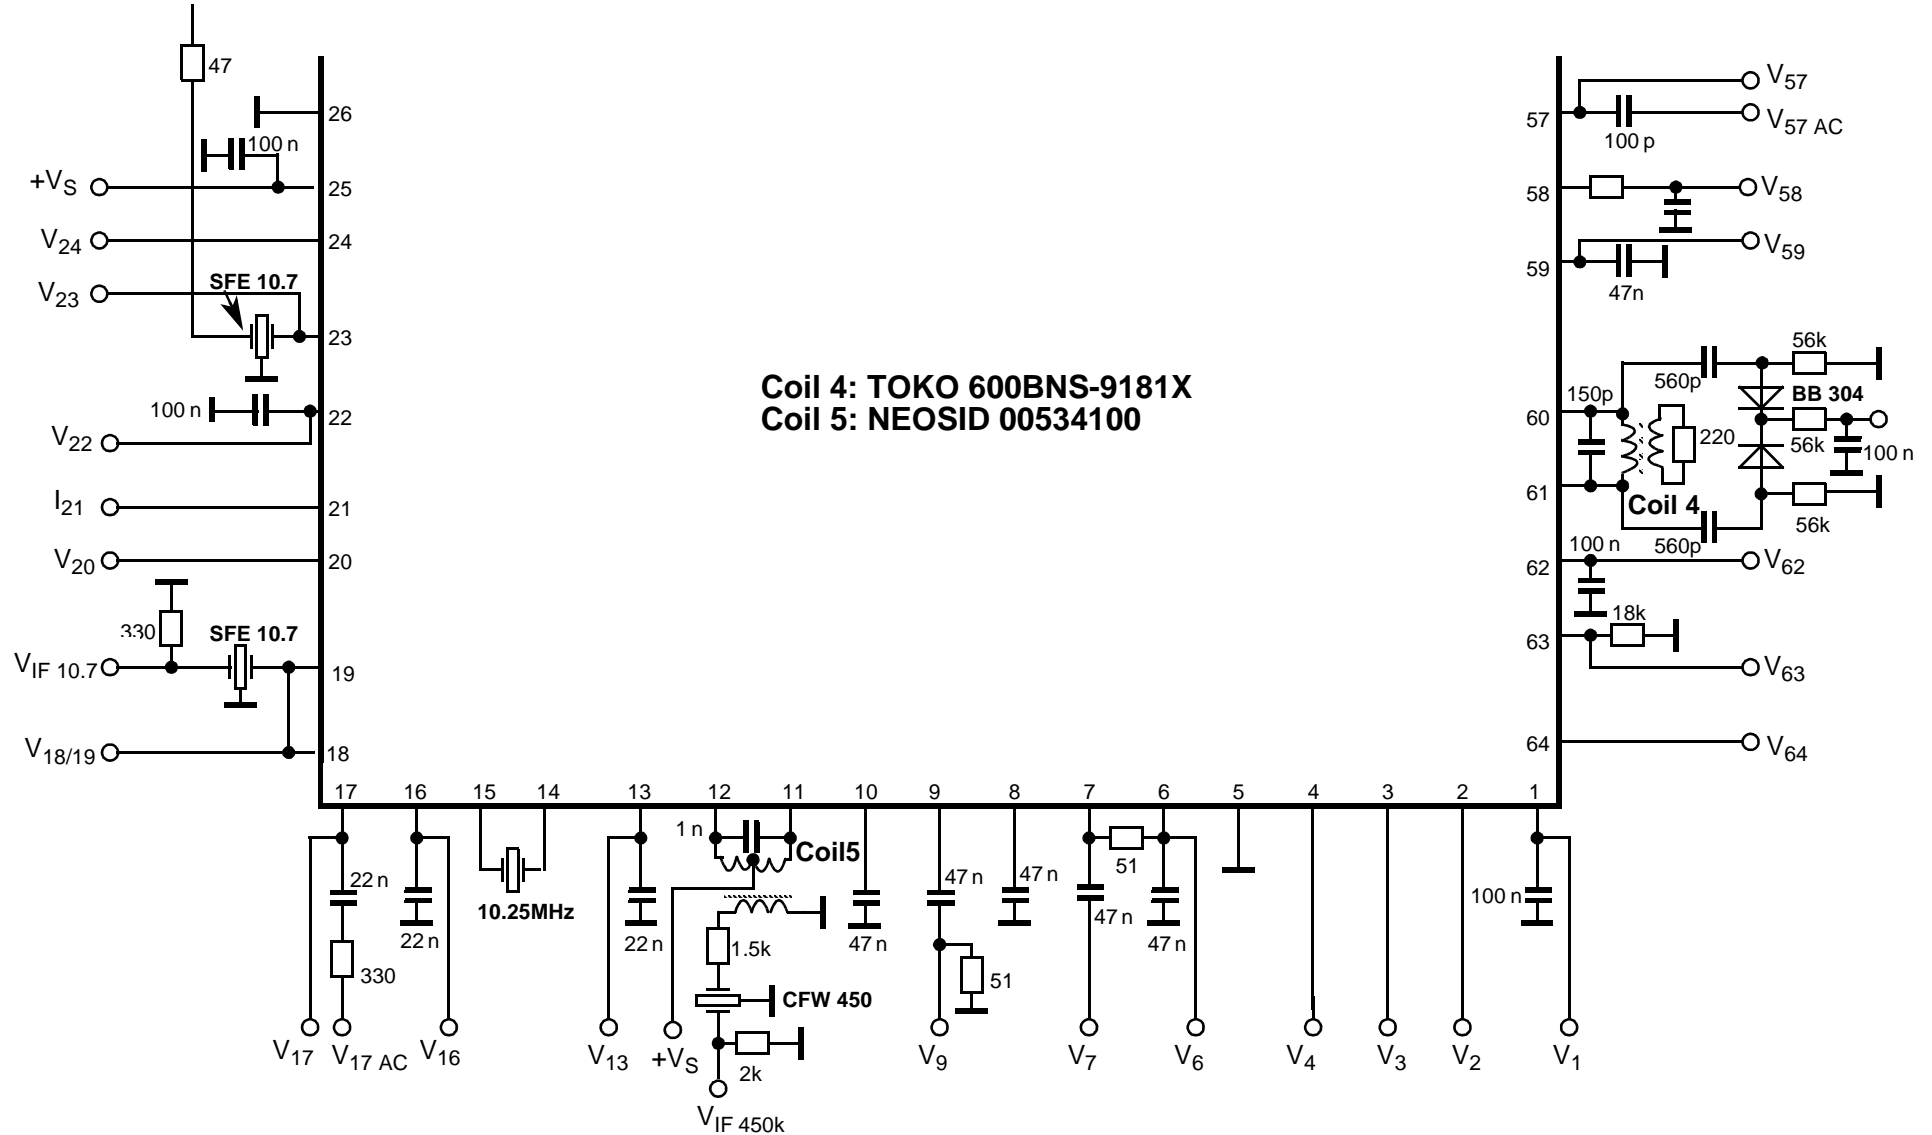 47
26
100 n
+VS
25
V24
24
SFE 10.7
V23
23
100 n
22
V22
I21
21
V20
20
330
SFE 10.7
VIF 10.7
19
V18/19
18
Coil 4: TOKO 600BNS-9181X
Coil 5: NEOSID 00534100
V57
57
V57 AC
100 p
58
V58
V59
59
47n
56k
560p
150p
BB 304
60
220
56k
100 n
61
Coil 4
56k
100 n
560p
62
V62
18k
63
V63
64
V64
17 16 15 14 13 12 11 10 9 8 7 6 5 4 3 2 1
1 n
Coil5
51
22 n
47 n
47 n
100 n
10.25MHz
47 n
22 n
22 n
1.5k
47 n
47 n
330
51
CFW 450
V17
V17 AC
V16
V13
+VS
2k
V9
V7
V6
V4
V3
V2
V1
VIF 450k